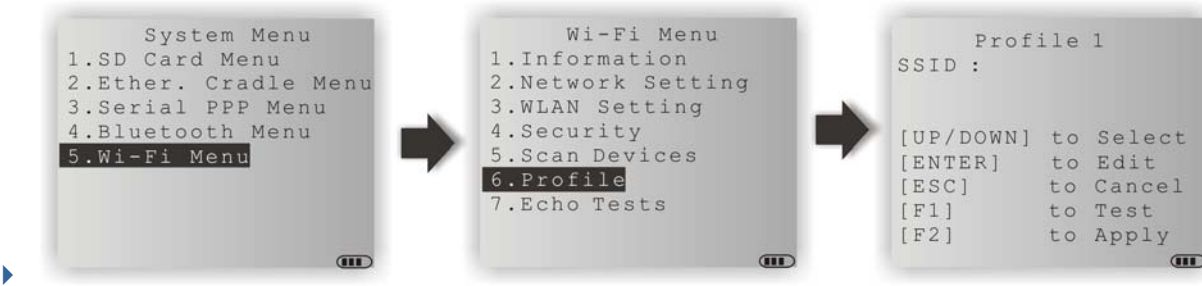 System Menu
1.SD Card Menu
2.Ether. Cradle Menu
3.Serial PPP Menu
4.Bluetooth Menu
5.Wi-Fi Menu
Wi-Fi Menu
1.Information
2.Network Setting
3.WLAN Setting
4.Security
5.Scan Devices
6.Profile
7.Echo Tests
Profile 1
SSID :
[UP/DOWN] to Select
[ENTER] to Edit
[ESC] to Cancel
[F1] to Test
[F2] to Apply